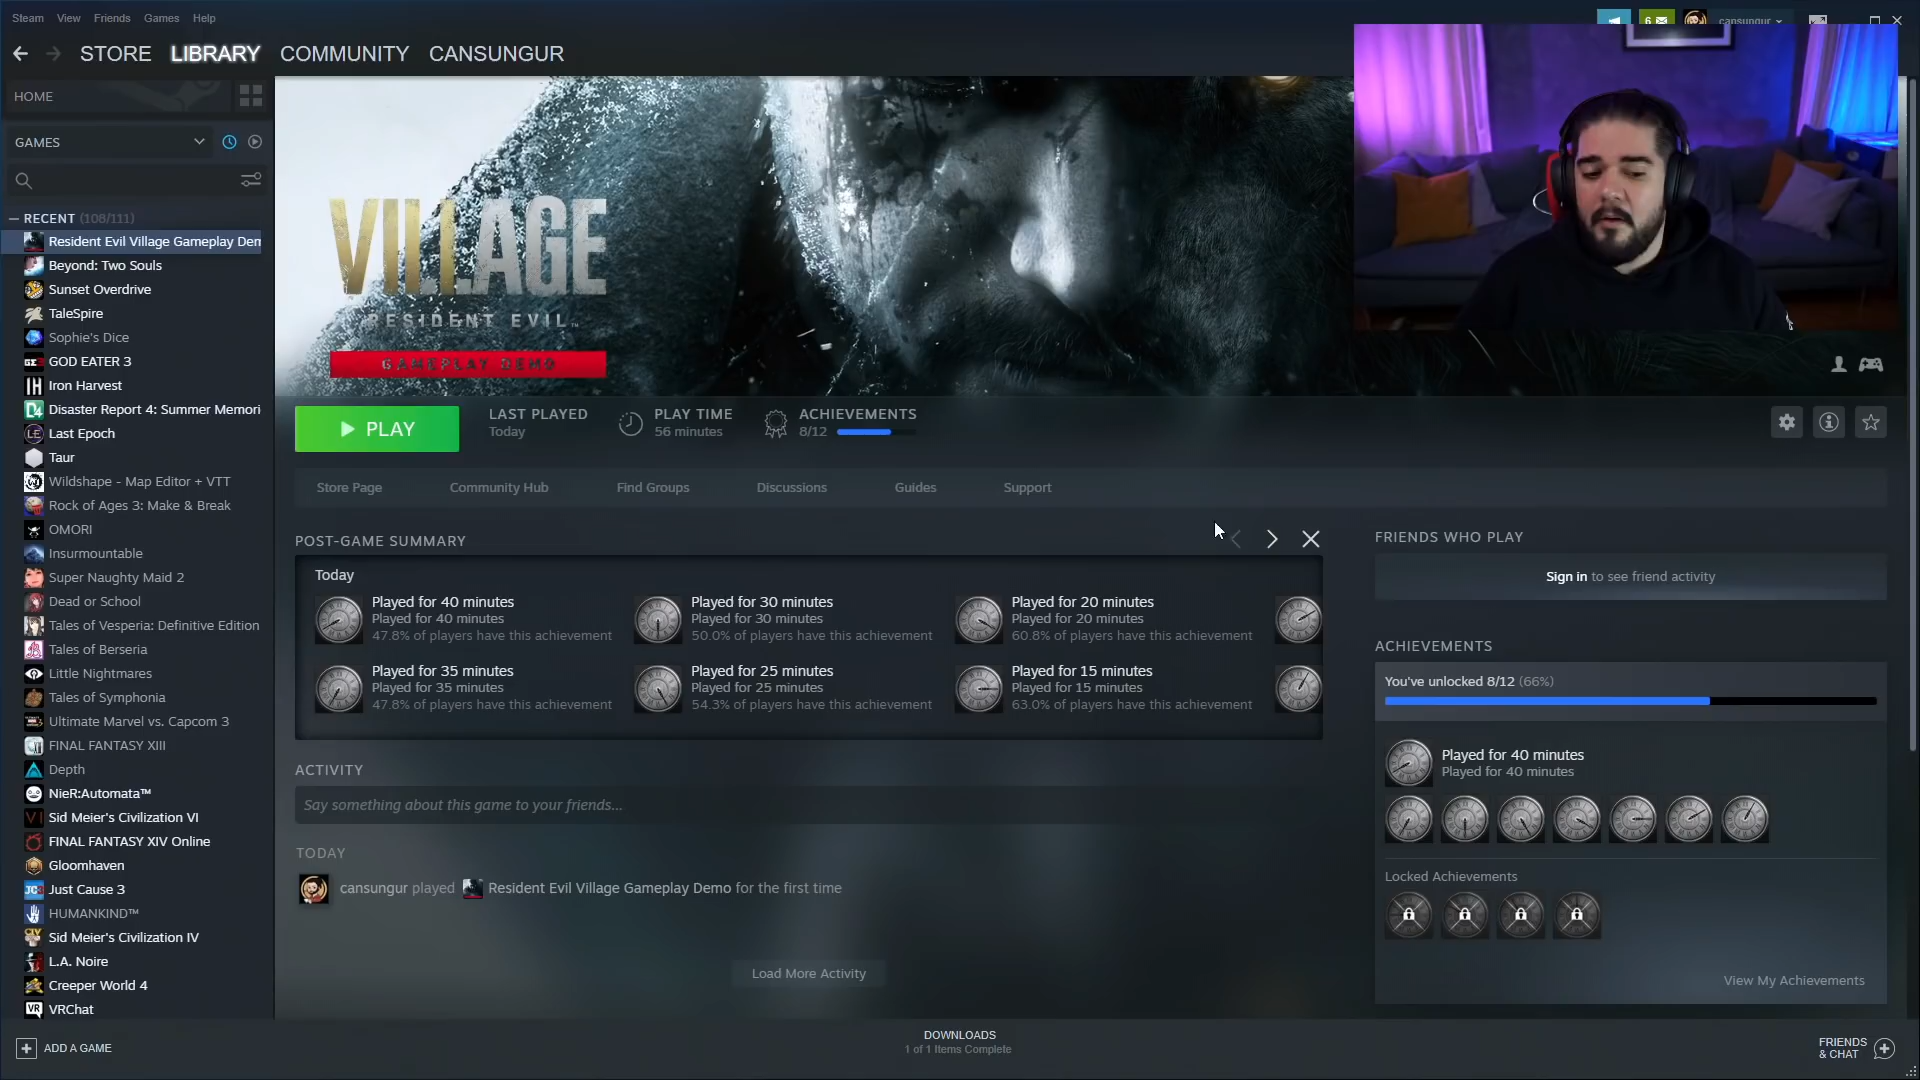 Steam View Friends Games Help
6
cansungur
STORE LIBRARY COMMUNITY CANSUNGUR
HOME
GAMES
RECENT (108/111)
Resident Evil Village Gameplay Den
Beyond: Two Souls
Sunset Overdrive
TaleSpire
Sophie's Dice
GOD EATER 3
Iron Harvest
Disaster Report 4: Summer Memori
Last Epoch
Taur
Wildshape - Map Editor + VTT
Rock of Ages 3: Make & Break
OMORI
Insurmountable
Super Naughty Maid 2
Dead or School
Tales of Vesperia: Definitive Edition
Tales of Berseria
Little Nightmares
Tales of Symphonia
Ultimate Marvel vs. Capcom 3
FINAL FANTASY XIII
Depth
NieR:Automata™
Sid Meier's Civilization VI
FINAL FANTASY XIV Online
Gloomhaven
Just Cause 3
HUMANKIND™
Sid Meier's Civilization IV
L.A. Noire
Creeper World 4
VRChat
ADD A GAME
VILLAGE
RESIDENT EVIL™
GAMEPLAY DEMO
PLAY
LAST PLAYED
Today
PLAY TIME
56 minutes
ACHIEVEMENTS
8/12
Store Page Community Hub Find Groups Discussions Guides Support
POST-GAME SUMMARY
Today
Played for 40 minutes
Played for 40 minutes
47.8% of players have this achievement
Played for 30 minutes
Played for 30 minutes
50.0% of players have this achievement
Played for 20 minutes
Played for 20 minutes
60.8% of players have this achievement
Played for 35 minutes
Played for 35 minutes
47.8% of players have this achievement
Played for 25 minutes
Played for 25 minutes
54.3% of players have this achievement
Played for 15 minutes
Played for 15 minutes
63.0% of players have this achievement
ACTIVITY
Say something about this game to your friends...
TODAY
cansungur played Resident Evil Village Gameplay Demo for the first time
Load More Activity
FRIENDS WHO PLAY
Sign in to see friend activity
ACHIEVEMENTS
You've unlocked 8/12 (66%)
Played for 40 minutes
Played for 40 minutes
Locked Achievements
View My Achievements
DOWNLOADS
1 of 1 Items Complete
FRIENDS
& CHAT